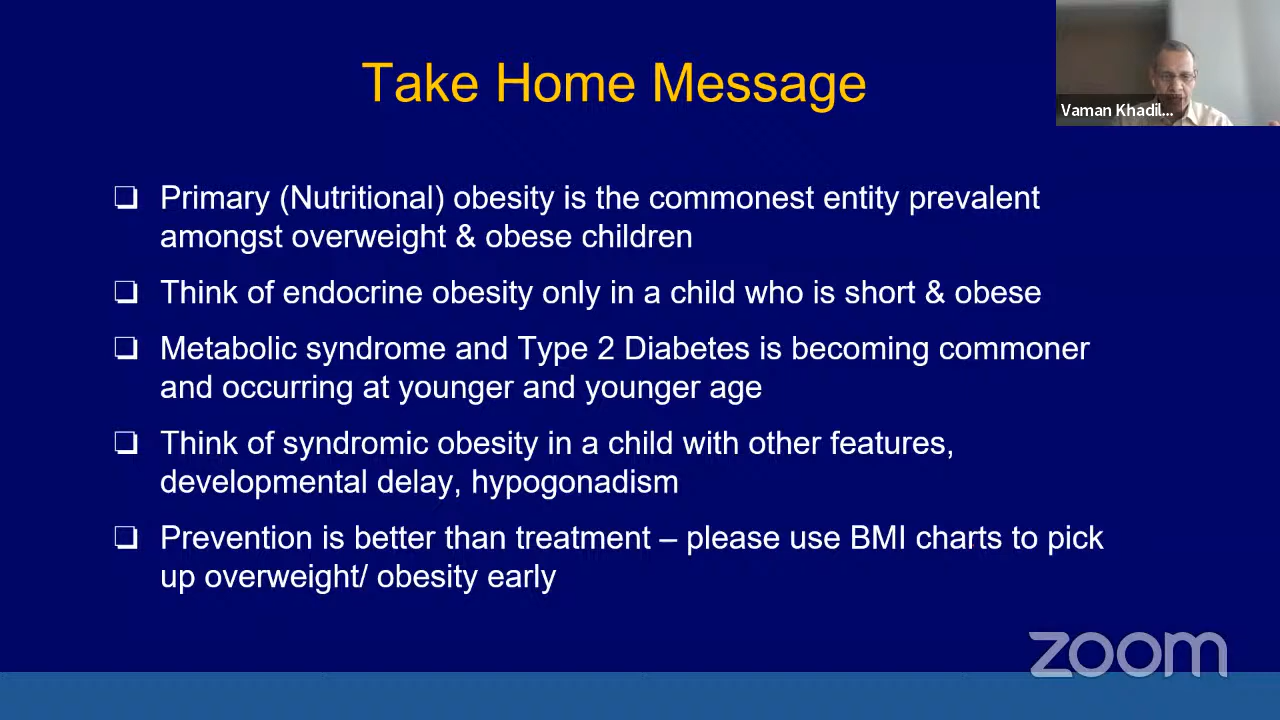 Take Home Message
Vaman Khadil...
Primary (Nutritional) obesity is the commonest entity prevalent
amongst overweight & obese children
Think of endocrine obesity only in a child who is short & obese
Metabolic syndrome and Type 2 Diabetes is becoming commoner
and occurring at younger and younger age
Think of syndromic obesity in a child with other features,
developmental delay, hypogonadism
Prevention is better than treatment – please use BMI charts to pick
up overweight/ obesity early
zoom